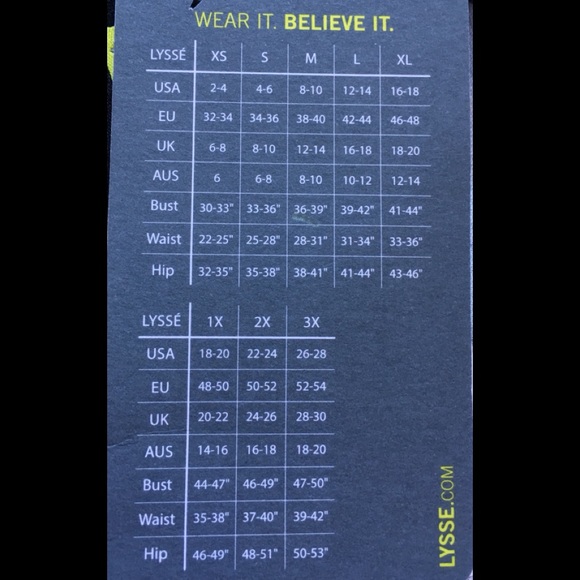 WEAR IT. BELIEVE IT.
LYSSÉ XS S M L XL
USA 2-4 4-6 8-10 12-14 16-18
EU 32-34 34-36 38-40 42-44 46-48
UK 6-8 8-10 12-14 16-18 18-20
AUS 6 6-8 8-10 10-12 12-14
Bust 30-33" 33-36" 36-39" 39-42" 41-44"
Waist 22-25" 25-28" 28-31" 31-34" 33-36"
Hip 32-35" 35-38" 38-41" 41-44" 43-46"
LYSSÉ 1X 2X 3X
USA 18-20 22-24 26-28
EU 48-50 50-52 52-54
UK 20-22 24-26 28-30
AUS 14-16 16-18 18-20
Bust 44-47" 46-49" 47-50"
Waist 35-38" 37-40" 39-42"
Hip 46-49" 48-51" 50-53"
LYSSE.COM